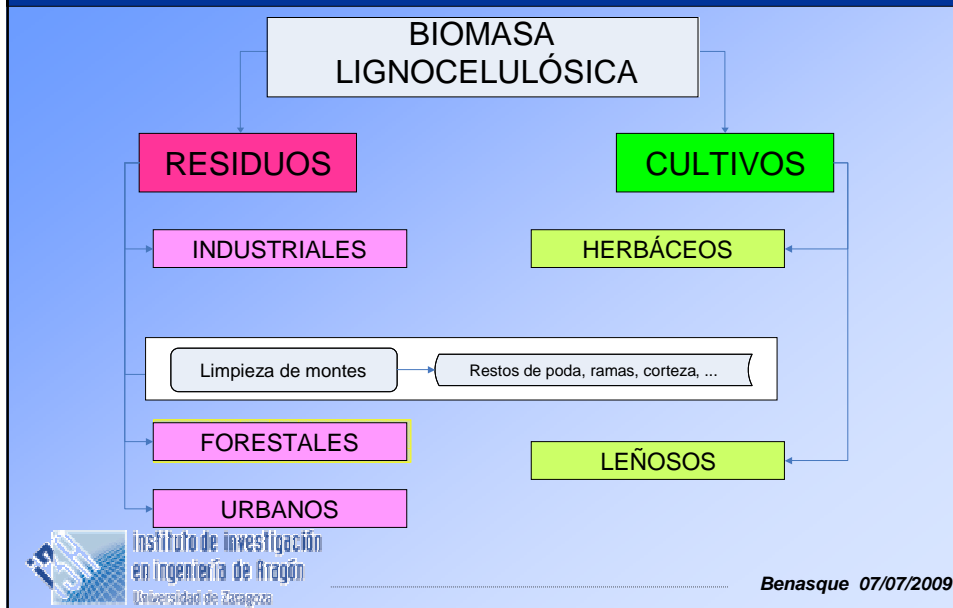 BIOMASA
LIGNOCELULÓSICA
RESIDUOS
CULTIVOS
INDUSTRIALES
HERBÁCEOS
Limpieza de montes
Restos de poda, ramas, corteza, ...
FORESTALES
LEÑOSOS
URBANOS
instituto de investigación
en ingeniería de Aragón
Universidad de Zaragoza
Benasque 07/07/2009